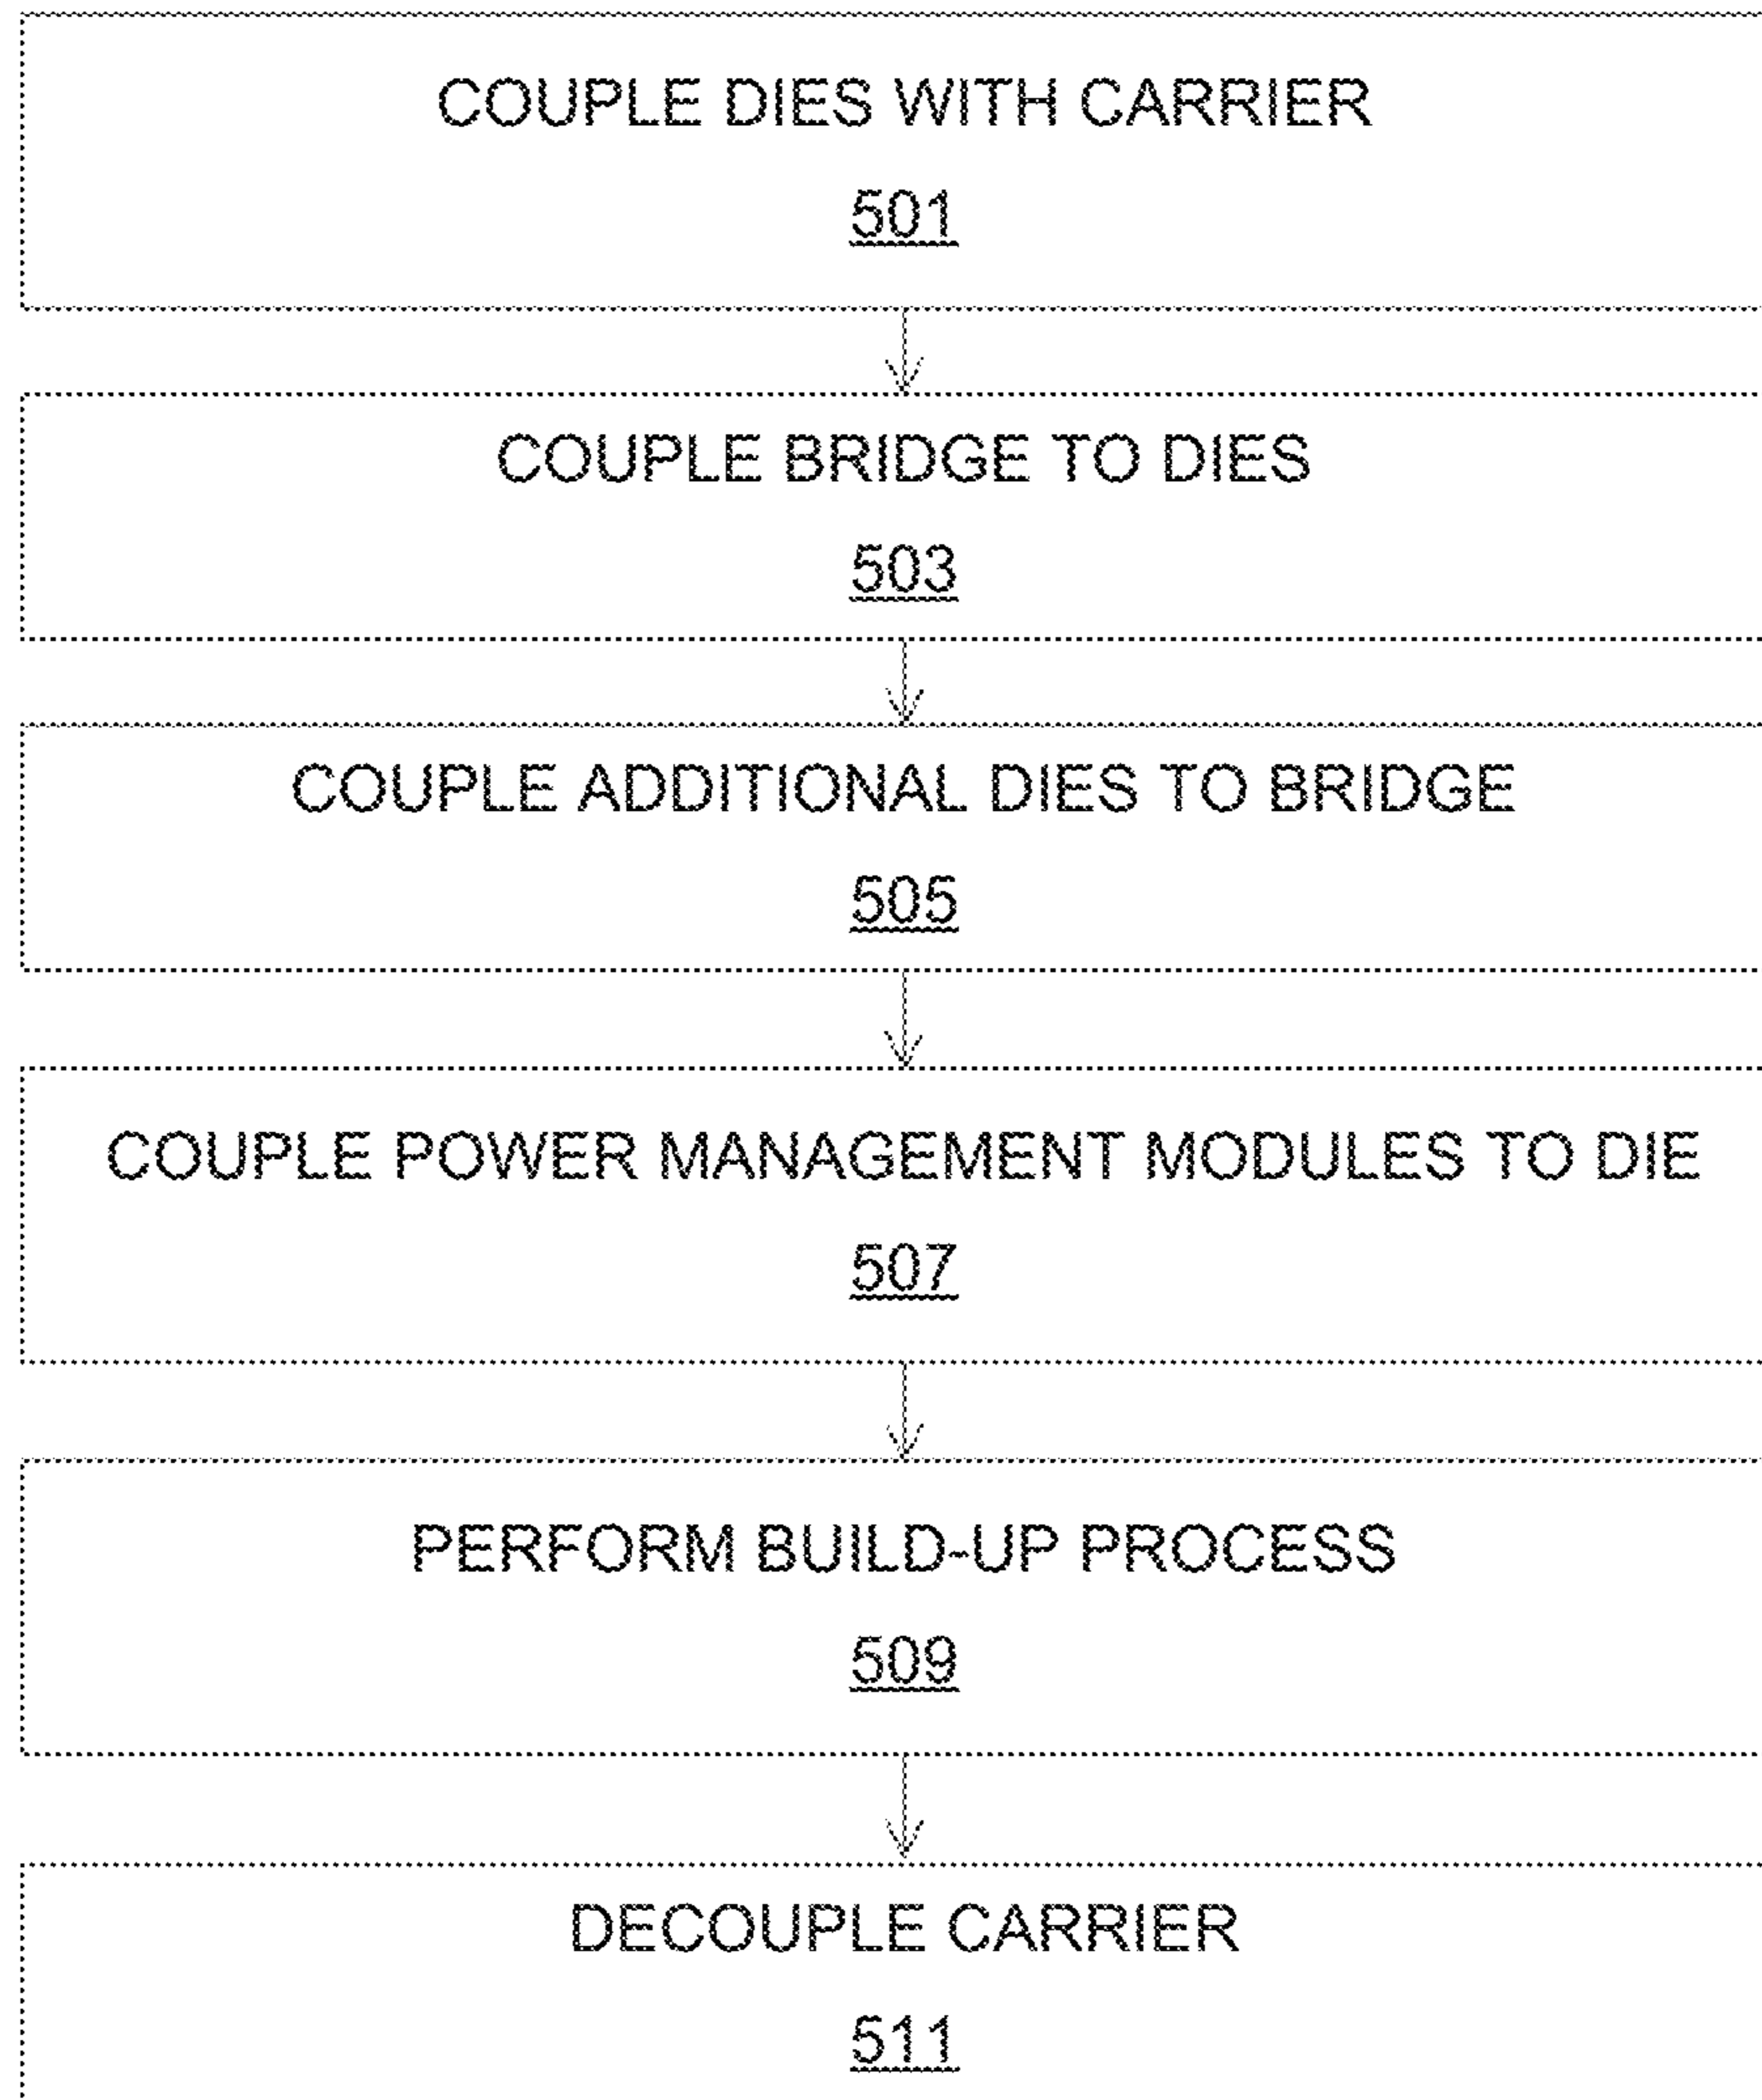 COUPLE DIES WITH CARRIER
501
COUPLE BRIDGE TO DIES
503
COUPLE ADDITIONAL DIES TO BRIDGE
505
COUPLE POWER MANAGEMENT MODULES TO DIE
507
PERFORM BUILD-UP PROCESS
509
DECOUPLE CARRIER
511